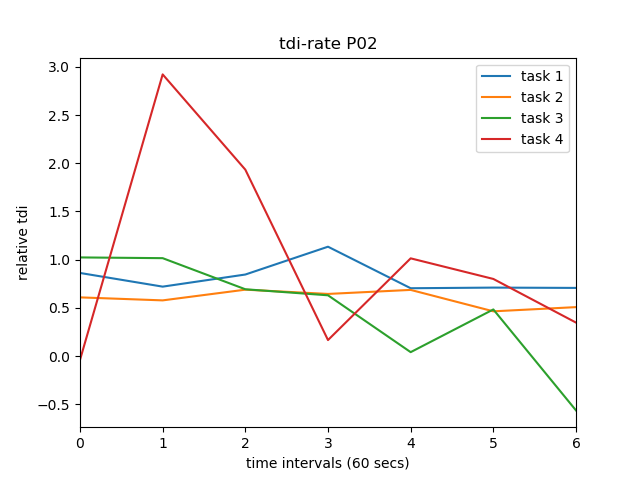 tdi-rate P02
relative tdi
3.0
2.5
2.0
1.5
1.0
0.5
0.0
−0.5
task 1
task 2
task 3
task 4
0 1 2 3 4 5 6
time intervals (60 secs)